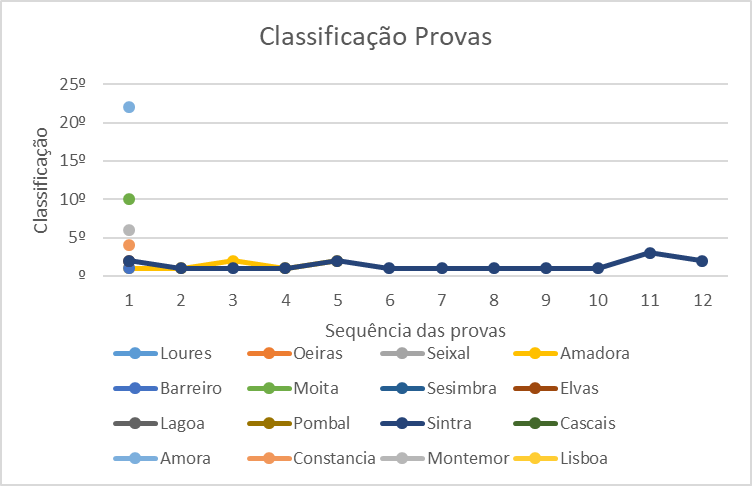 Classificação Provas
25º
20º
15º
10º
5º
º
Classificação
1 2 3 4 5 6 7 8 9 10 11 12
Sequência das provas
Loures Oeiras Seixal Amadora
Barreiro Moita Sesimbra Elvas
Lagoa Pombal Sintra Cascais
Amora Constancia Montemor Lisboa